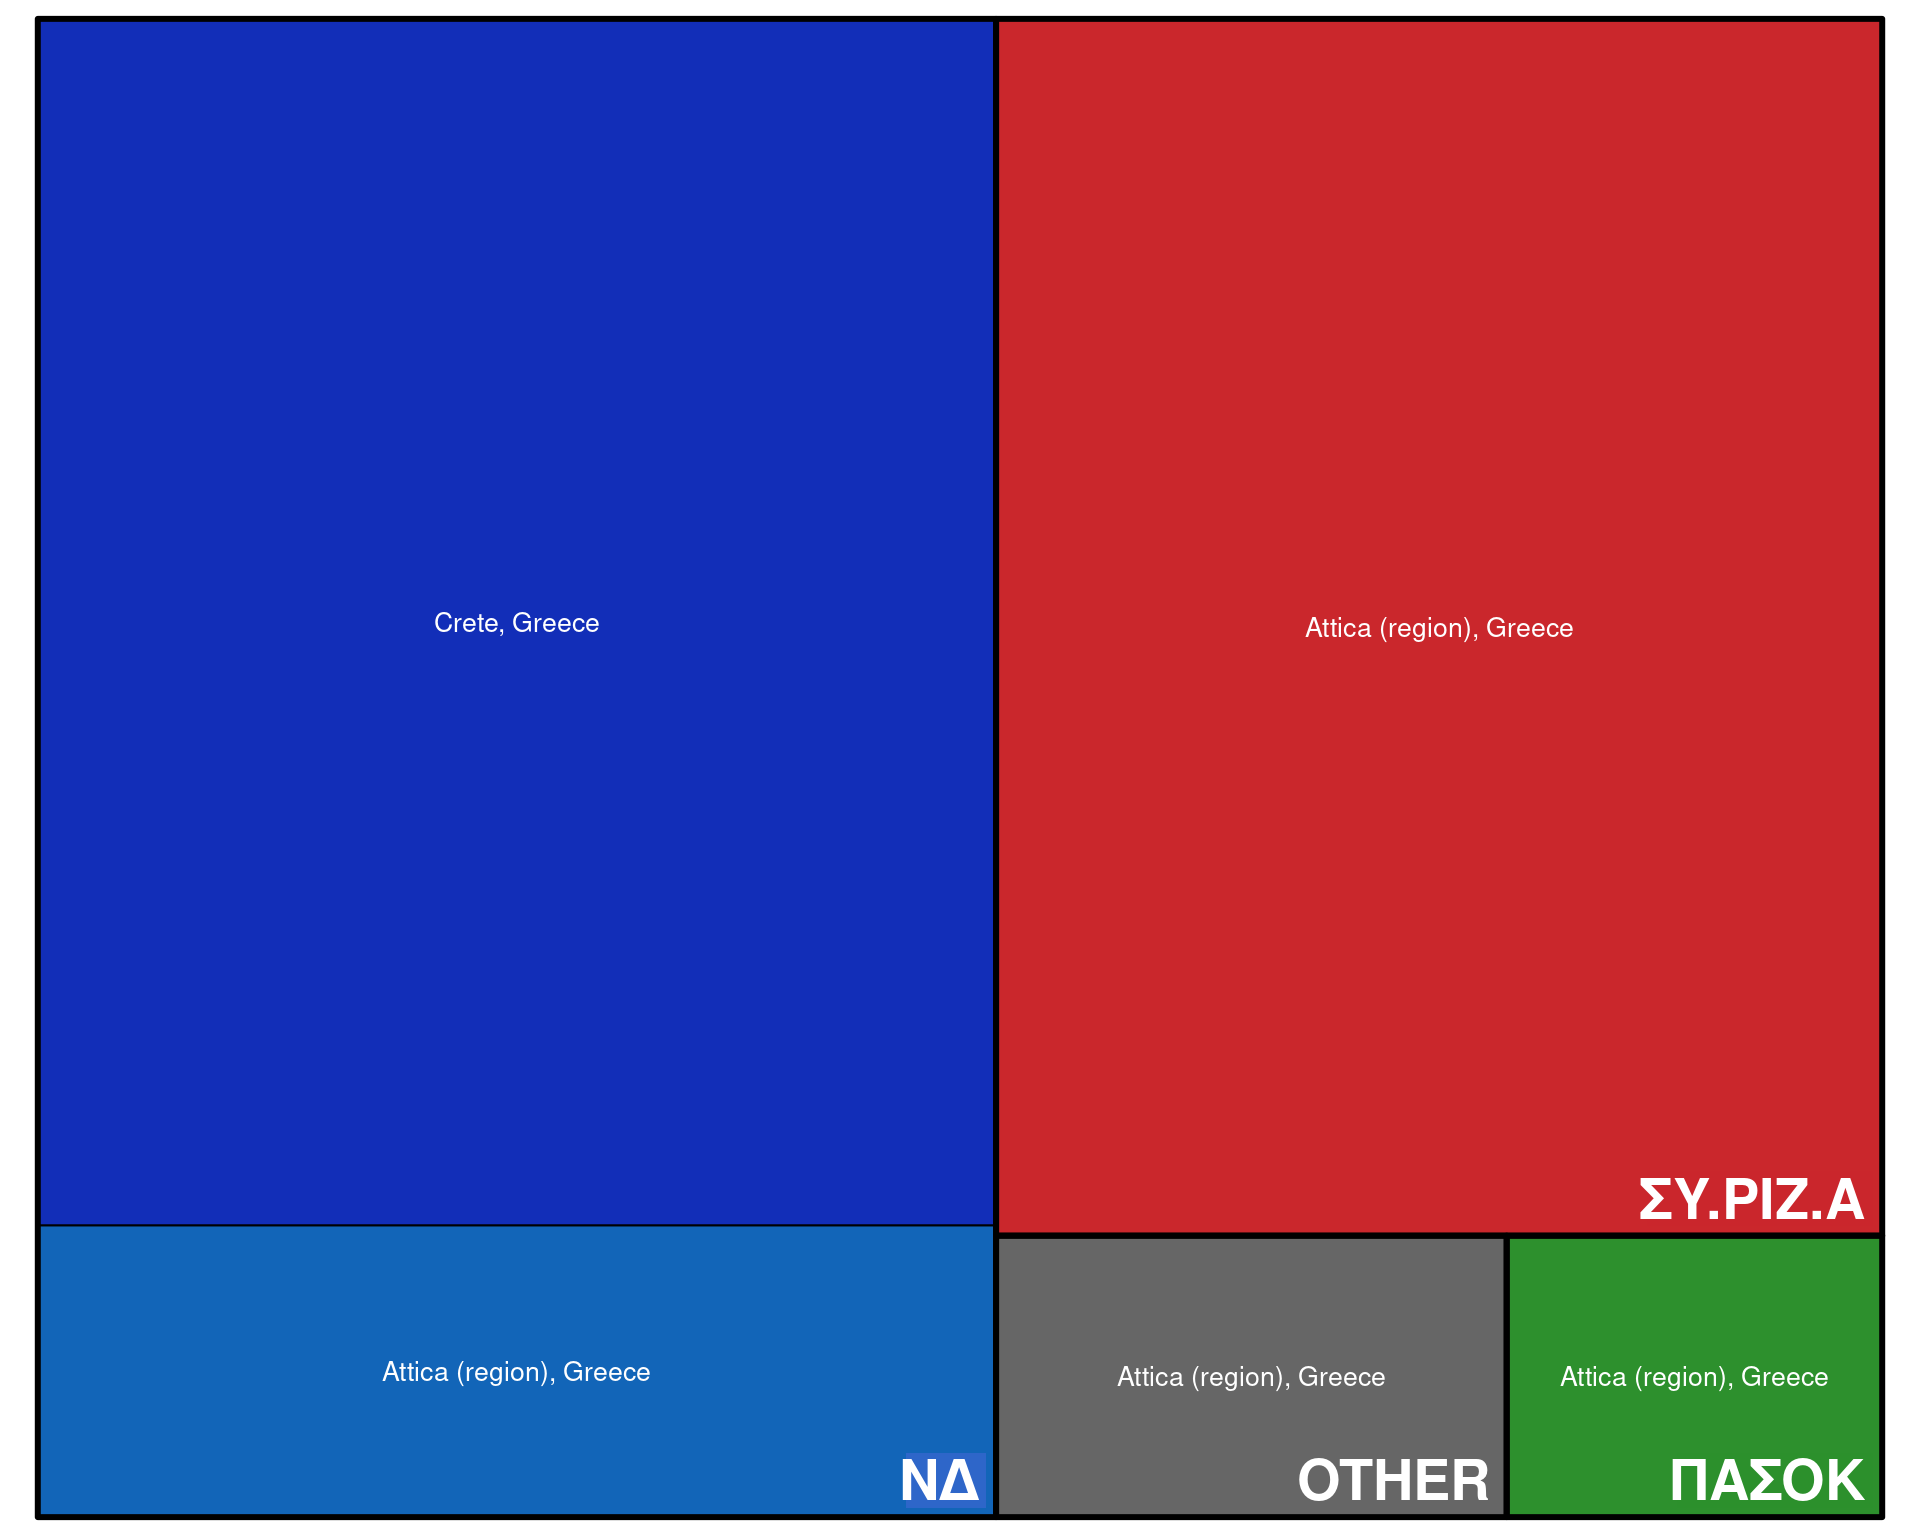 Crete, Greece
Attica (region), Greece
ΝΔ
Attica (region), Greece
ΣΥ.ΡΙΖ.Α
Attica (region), Greece
OTHER
Attica (region), Greece
ΠΑΣΟΚ